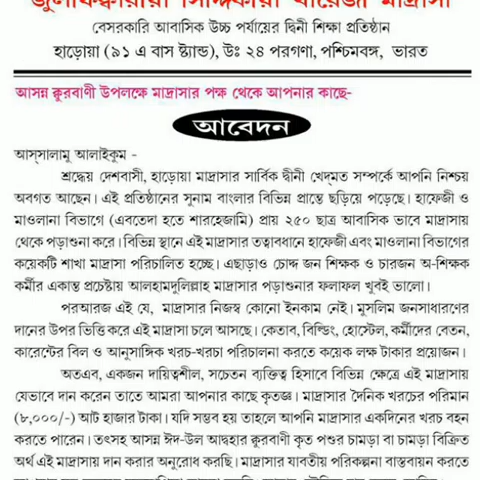 বেসরকারি আবাসিক উচ্চ পর্যায়ের দ্বিনী শিক্ষা প্রতিষ্ঠান
হাড়োয়া (৯১ এ বাস ষ্ট্যান্ড), উঃ ২৪ পরগণা, পশ্চিমবঙ্গ, ভারত
আসন্ন ক্বুরবাণী উপলক্ষে মাদ্রাসার পক্ষ থেকে আপনার কাছে-
আবেদন
আস্‌সালামু আলাইকুম -
শ্রদ্ধেয় দেশবাসী, হাড়োয়া মাদ্রাসার সার্বিক দ্বীনী খেদ্‌মত সম্পর্কে আপনি নিশ্চয়
অবগত আছেন। এই প্রতিষ্ঠানের সুনাম বাংলার বিভিন্ন প্রান্তে ছড়িয়ে পড়েছে। হাফেজী ও
মাওলানা বিভাগে (এবতেদা হতে শারহেজামি) প্রায় ২৫০ ছাত্র আবাসিক ভাবে মাদ্রাসায়
থেকে পড়াশুনা করে। বিভিন্ন স্থানে এই মাদ্রাসার তত্বাবধানে হাফেজী এবং মাওলানা বিভাগের
কয়েকটি শাখা মাদ্রাসা পরিচালিত হচ্ছে। এছাড়াও চোদ্দ জন শিক্ষক ও চারজন অ-শিক্ষক
কর্মীর একান্ত প্রচেষ্টায় আলহামদুলিল্লাহ মাদ্রাসার পড়াশুনার ফলাফল খুবই ভালো।
পরআরজ এই যে, মাদ্রাসার নিজস্ব কোনো ইনকাম নেই। মুসলিম জনসাধারণের
দানের উপর ভিত্তি করে এই মাদ্রাসা চলে আসছে। কেতাব, বিল্ডিং, হোস্টেল, কর্মীদের বেতন,
কারেন্টের বিল ও আনুসাঙ্গিক খরচ-খরচা পরিচালনা করতে কয়েক লক্ষ টাকার প্রয়োজন।
অতএব, একজন দায়িত্বশীল, সচেতন ব্যক্তিত্ব হিসাবে বিভিন্ন ক্ষেত্রে এই মাদ্রাসায়
যেভাবে দান করেন তাতে আমরা আপনার কাছে কৃতজ্ঞ। মাদ্রাসার দৈনিক খরচের পরিমান
(৮,০০০/-) আট হাজার টাকা। যদি সম্ভব হয় তাহলে আপনি মাদ্রাসার একদিনের খরচ বহন
করতে পারেন। তৎসহ আসন্ন ঈদ-উল আদ্বহার ক্বুরবাণী কৃত পশুর চামড়া বা চামড়া বিক্রিত
অর্থ এই মাদ্রাসায় দান করার অনুরোধ করছি। মাদ্রাসার যাবতীয় পরিকল্পনা বাস্তবায়ন করতে